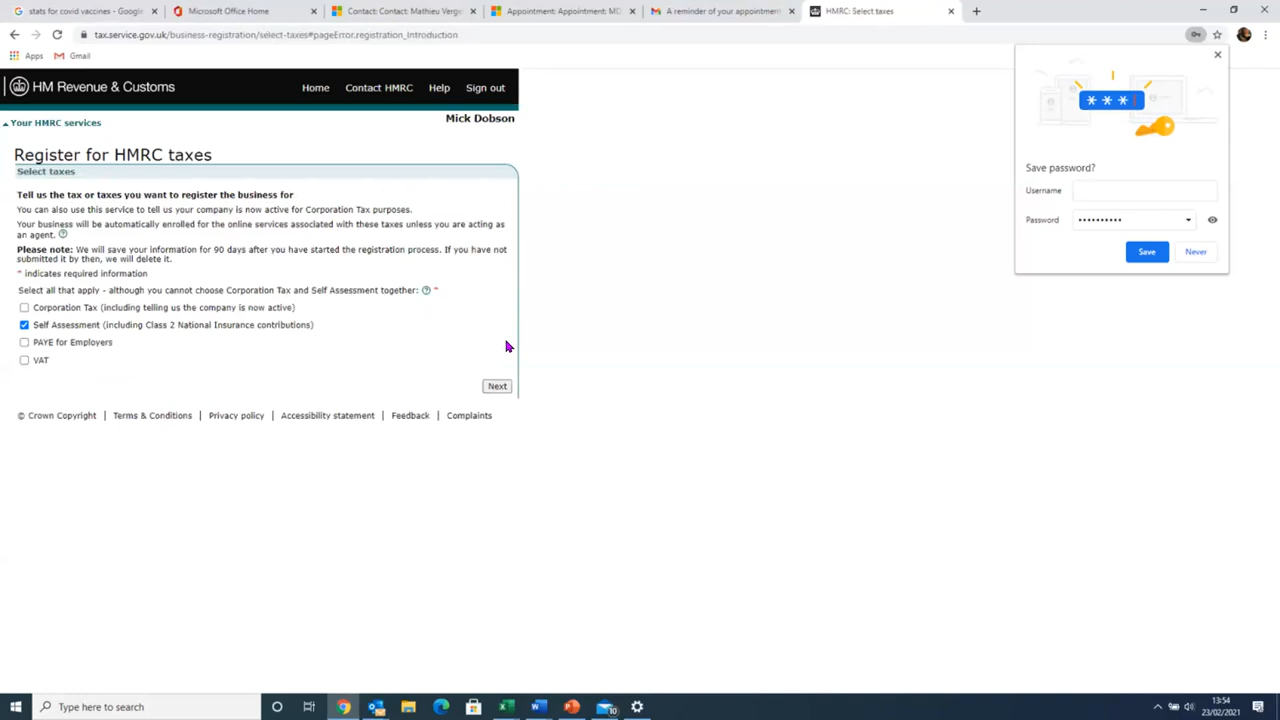 stats for covid vaccines - Google
Microsoft Office Home
Contact: Contact: Mathieu Verge
Appointment: Appointment: MD
A reminder of your appointment
HMRC: Select taxes
tax.service.gov.uk/business-registration/select-taxes#pageError.registration_Introduction
Apps
Gmail
HM Revenue & Customs
Home
Contact HMRC
Help
Sign out
Your HMRC services
Mick Dobson
Register for HMRC taxes
Select taxes
Tell us the tax or taxes you want to register the business for
You can also use this service to tell us your company is now active for Corporation Tax purposes.
Your business will be automatically enrolled for the online services associated with these taxes unless you are acting as
an agent.
Please note: We will save your information for 90 days after you have started the registration process. If you have not
submitted it by then, we will delete it.
* indicates required information
Select all that apply - although you cannot choose Corporation Tax and Self Assessment together: *
Corporation Tax (including telling us the company is now active)
Self Assessment (including Class 2 National Insurance contributions)
PAYE for Employers
VAT
Next
© Crown Copyright | Terms & Conditions | Privacy policy | Accessibility statement | Feedback | Complaints
Save password?
Username
Password ••••••••••
Save
Never
Type here to search
10
13:54
23/02/2021